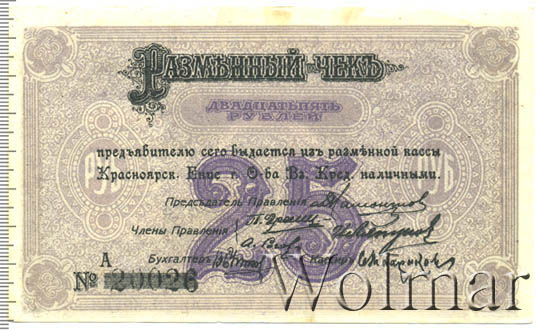 Размѣнный чекъ
ДВАДЦАТЬПЯТЬ
РУБЛЕЙ
предъявителю сего выдается изъ размѣнной кассы
Красноярск. Енис г. О-ба Вз. Кред. наличными.
25
Предсѣдатель Правленія
Члены Правленія
Бухгалтеръ Кассиръ
А
№ 20026
Wolmar